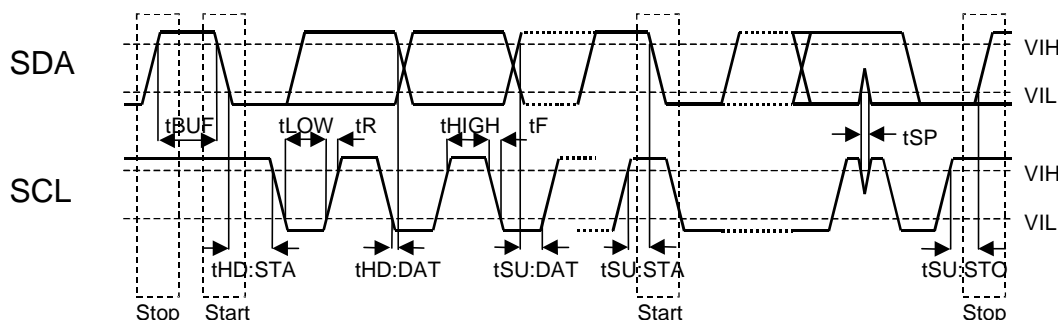 VIH
SDA
VIL
tBUF tLOW tR tHIGH tF
tSP
SCL
VIH
VIL
tHD:STA tHD:DAT tSU:DAT tSU:STA tSU:STO
Stop Start Start Stop